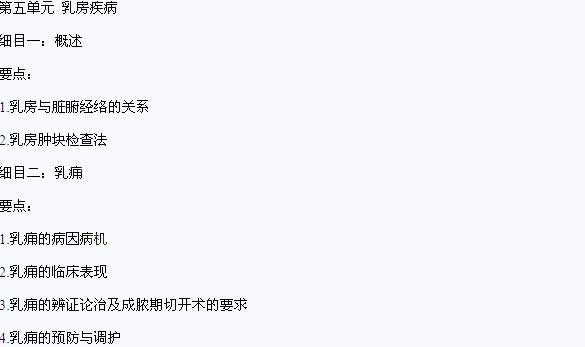 第五单元 乳房疾病
细目一：概述
要点：
1.乳房与脏腑经络的关系
2.乳房肿块检查法
细目二：乳痈
要点：
1.乳痈的病因病机
2.乳痈的临床表现
3.乳痈的辨证论治及成脓期切开术的要求
4.乳痈的预防与调护